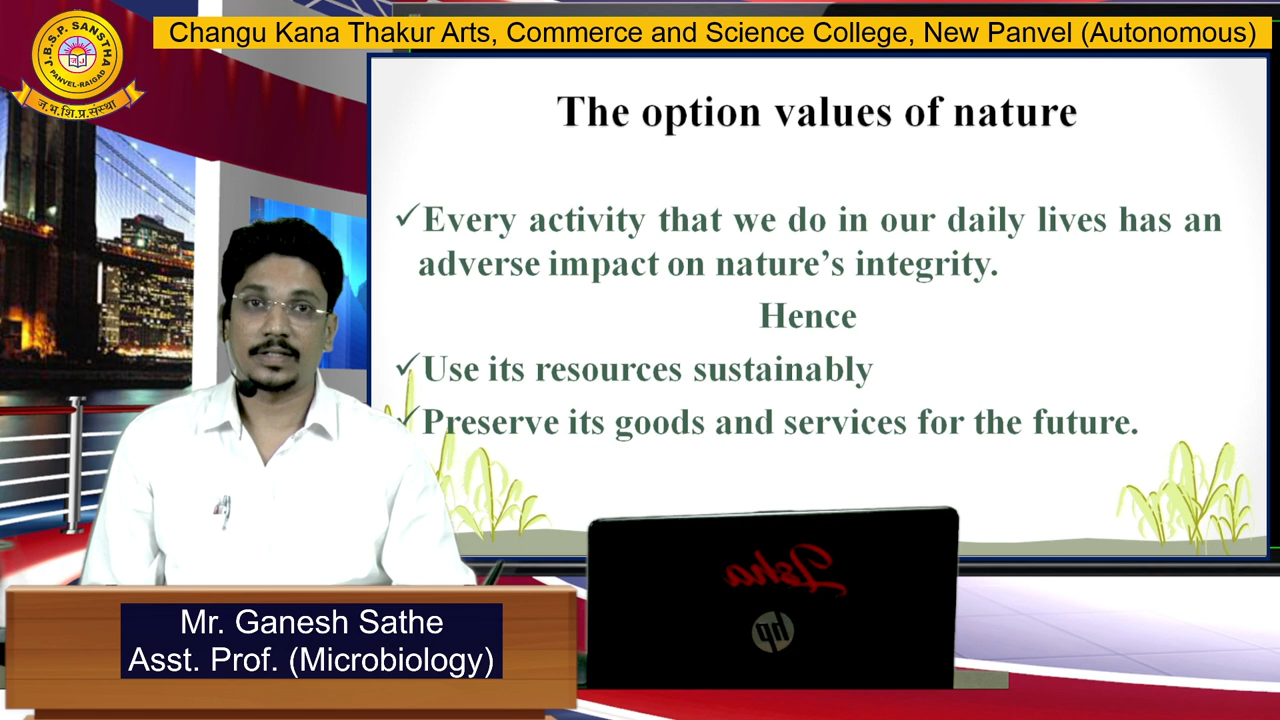 Changu Kana Thakur Arts, Commerce and Science College, New Panvel (Autonomous)
J.B.S.P. SANSTHA
PANVEL-RAIGAD
ज.भ.शि.प्र.संस्था
The option values of nature
✓Every activity that we do in our daily lives has an
adverse impact on nature’s integrity.
Hence
✓Use its resources sustainably
✓Preserve its goods and services for the future.
Isha
hp
Mr. Ganesh Sathe
Asst. Prof. (Microbiology)